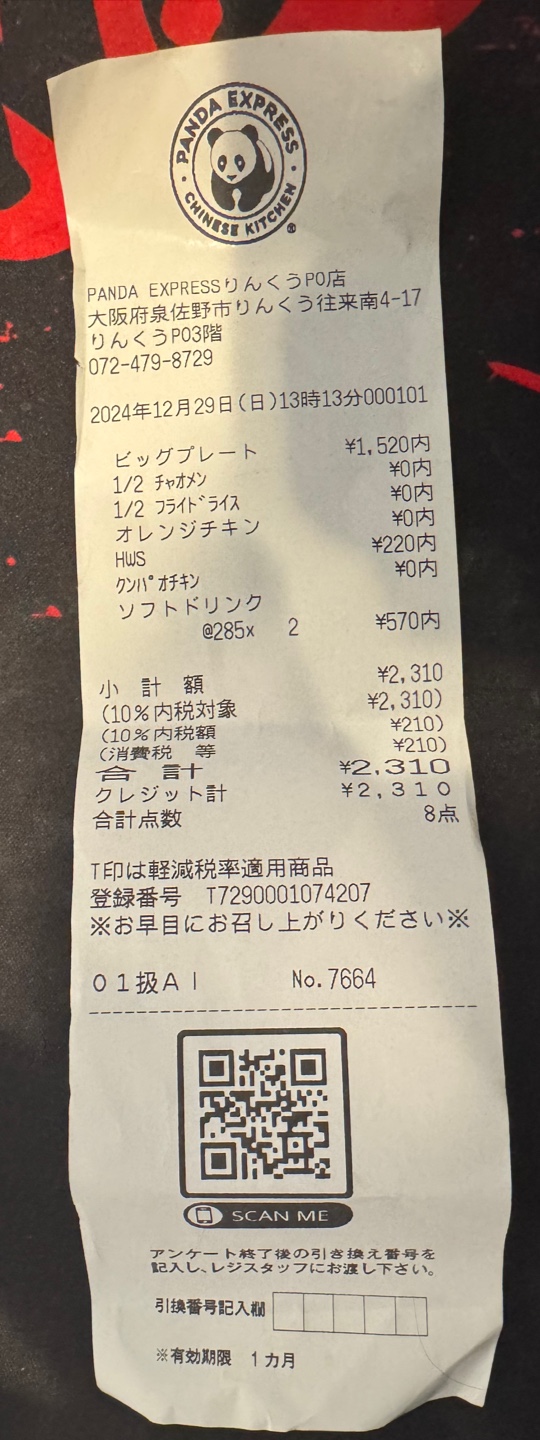 PANDA EXPRESS
CHINESE KITCHEN
®
PANDA EXPRESSりんくうPO店
大阪府泉佐野市りんくう往来南4-17
りんくうPO3階
072-479-8729
2024年12月29日(日)13時13分000101
ビッグプレート ¥1,520内
1/2 ﾁｬｵﾒﾝ ¥0内
1/2 ﾌﾗｲﾄﾞﾗｲｽ ¥0内
オレンジチキン ¥0内
HWS ¥220内
ｸﾝﾊﾟｵﾁｷﾝ ¥0内
ソフトドリンク
@285x 2 ¥570内
小 計 額 ¥2,310
(10%内税対象 ¥2,310)
(10%内税額 ¥210)
(消費税 等 ¥210)
合 計 ¥2,310
クレジット計 ¥2,310
合計点数 8点
T印は軽減税率適用商品
登録番号 T7290001074207
※お早目にお召し上がりください※
01扱AI No.7664
SCAN ME
アンケート終了後の引き換え番号を
記入し、レジスタッフにお渡し下さい。
引換番号記入欄
※有効期限 1カ月